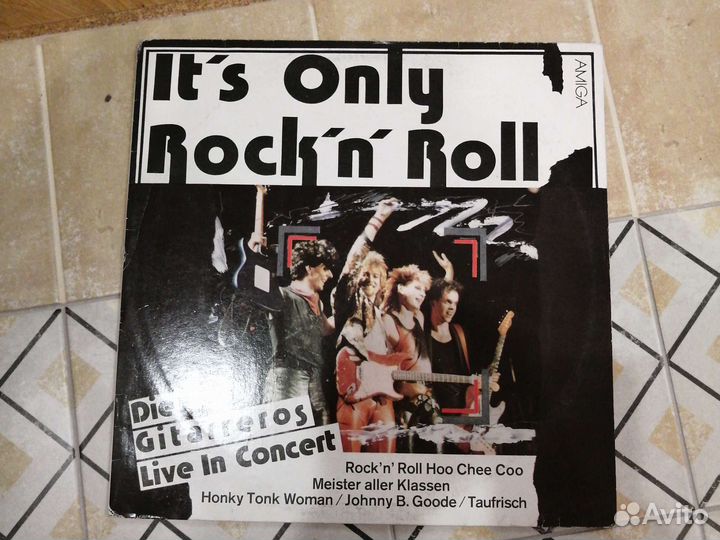 It's Only
Rock'n' Roll
AMIGA
Die
Gitarreros
Live In Concert
Rock'n' Roll Hoo Chee Coo
Meister aller Klassen
Honky Tonk Woman / Johnny B. Goode / Taufrisch
Avito